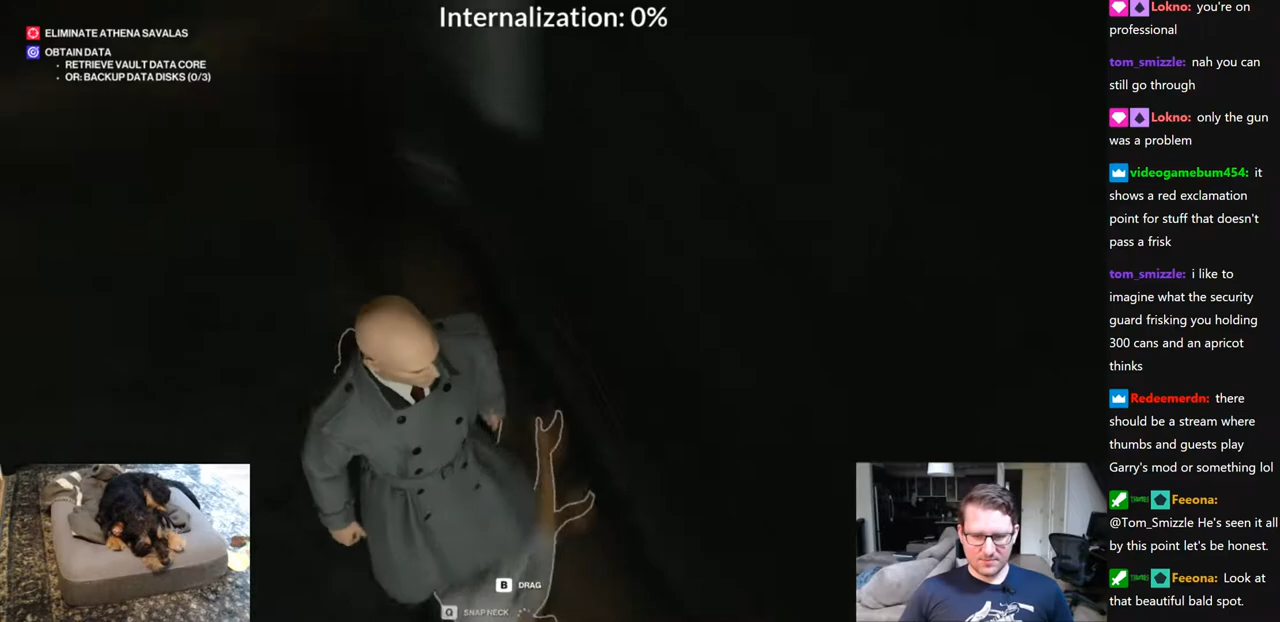 Internalization: 0%
ELIMINATE ATHENA SAVALAS
OBTAIN DATA
RETRIEVE VAULT DATA CORE
OR: BACKUP DATA DISKS (0/3)
B DRAG
Q SNAP NECK
Lokno: you're on
professional
tom_smizzle: nah you can
still go through
Lokno: only the gun
was a problem
videogamebum454: it
shows a red exclamation
point for stuff that doesn't
pass a frisk
tom_smizzle: i like to
imagine what the security
guard frisking you holding
300 cans and an apricot
thinks
Redeemerdn: there
should be a stream where
thumbs and guests play
Garry's mod or something lol
Feeona:
@Tom_Smizzle He's seen it all
by this point let's be honest.
Feeona: Look at
that beautiful bald spot.